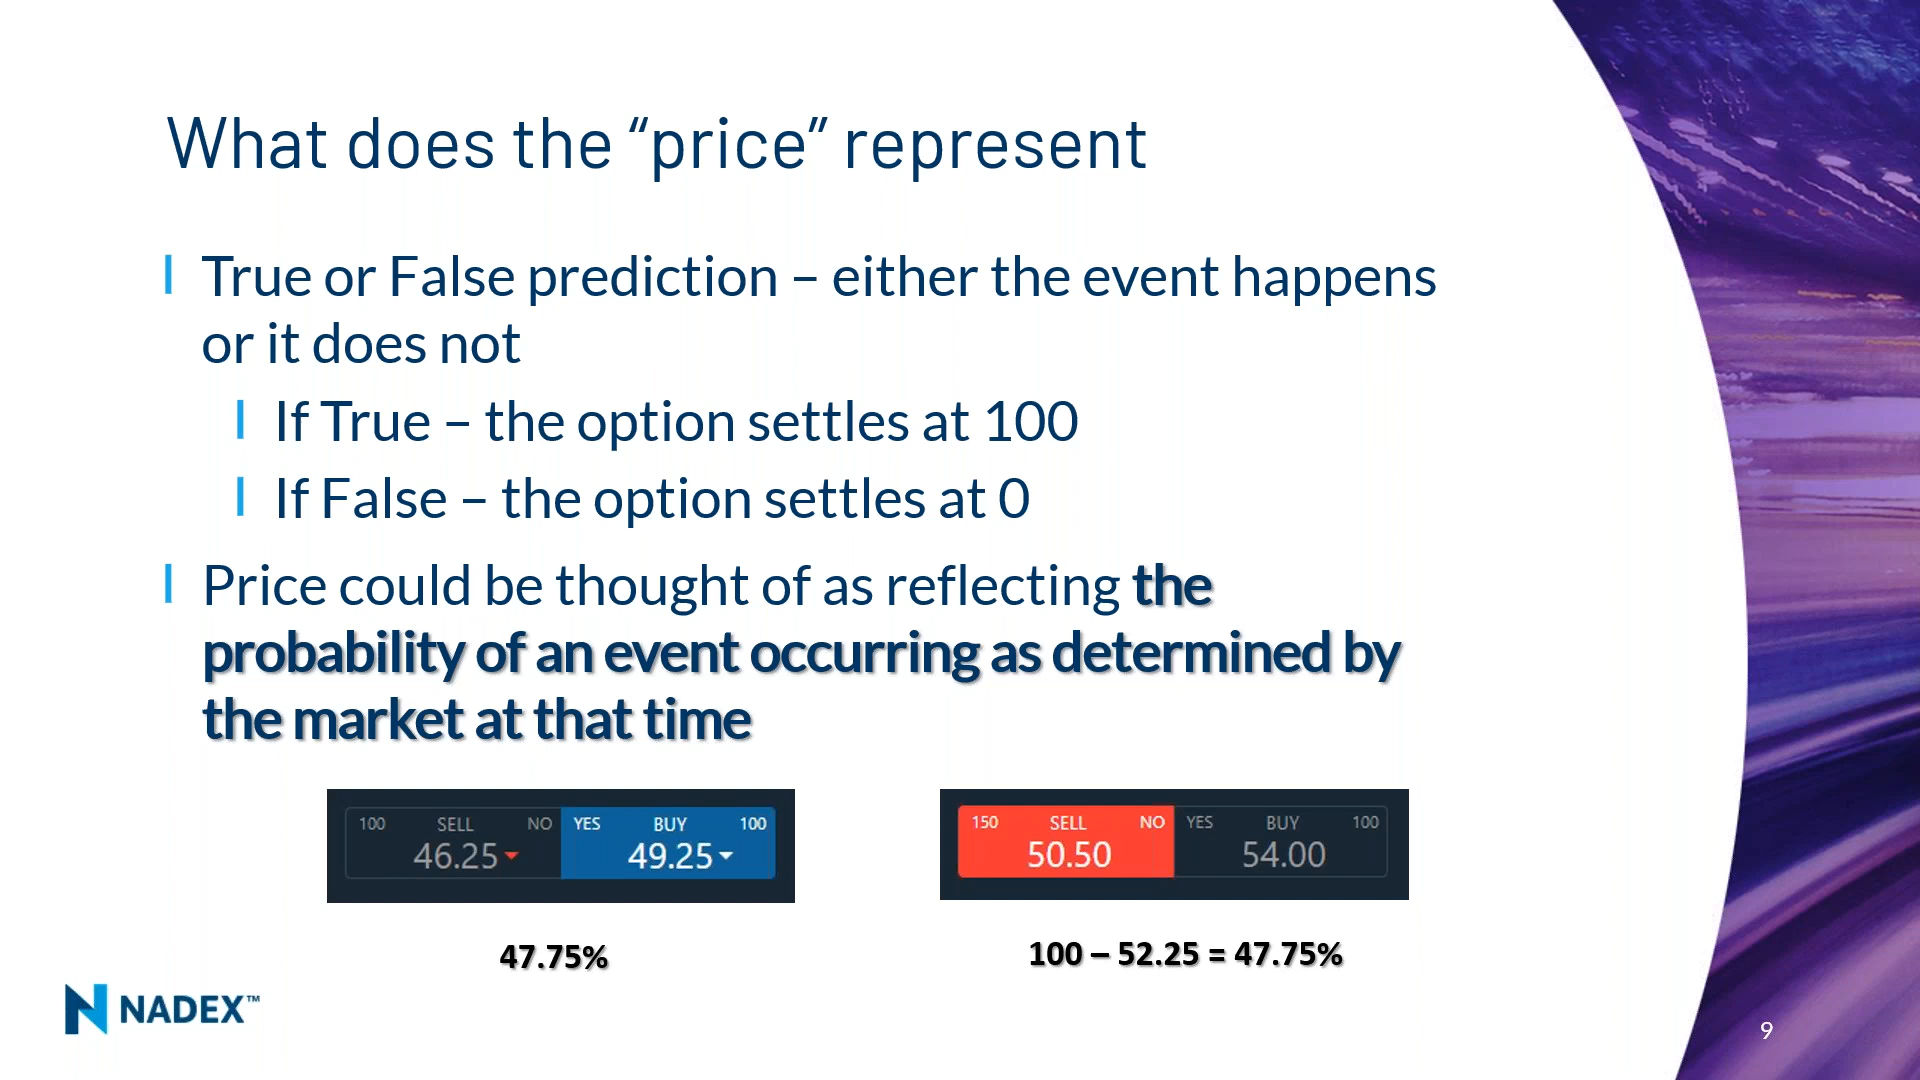 What does the “price” represent
True or False prediction – either the event happens
or it does not
If True – the option settles at 100
If False – the option settles at 0
Price could be thought of as reflecting the
probability of an event occurring as determined by
the market at that time
100 SELL NO YES BUY 100
46.25 49.25
150 SELL NO YES BUY 100
50.50 54.00
47.75%
100 – 52.25 = 47.75%
NADEX™
9